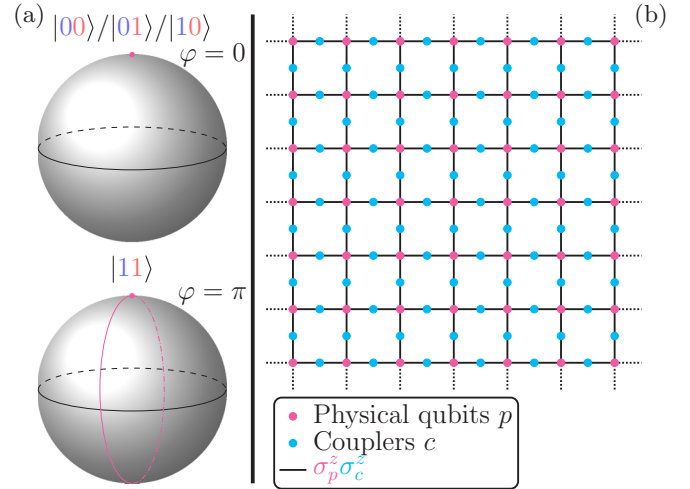 (a)
|00⟩/|01⟩/|10⟩
φ = 0
|11⟩
φ = π
(b)
Physical qubits p
Couplers c
σ_p^z σ_c^z